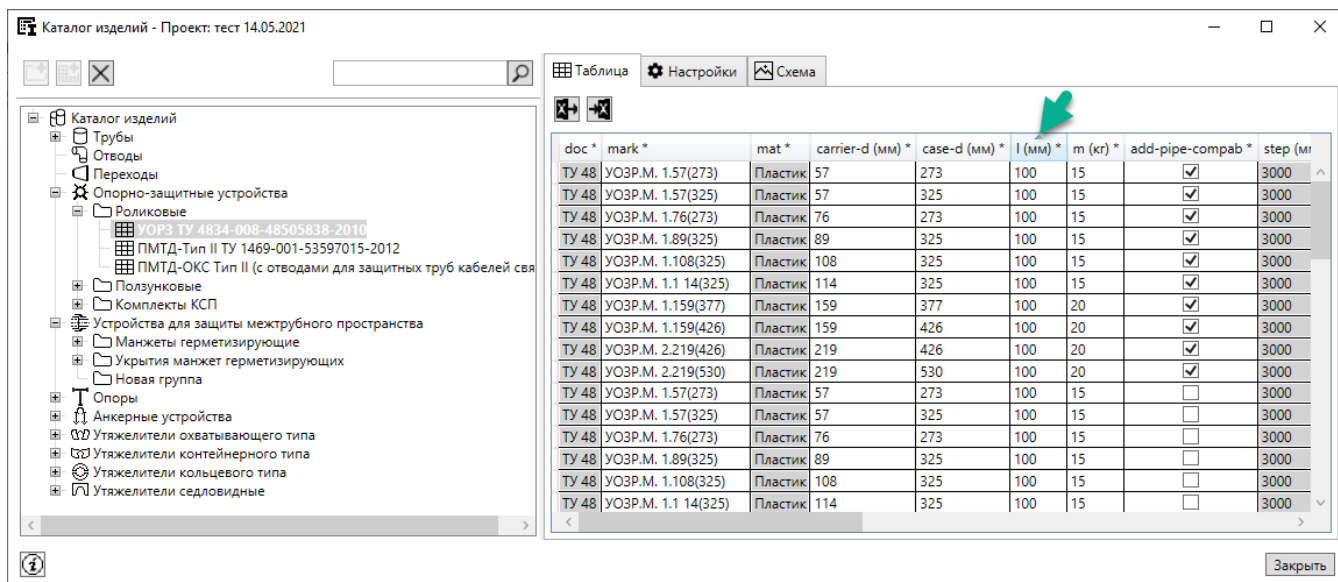 Каталог изделий - Проект: тест 14.05.2021
Таблица Настройки Схема
Каталог изделий
Трубы
Отводы
Переходы
Опорно-защитные устройства
Роликовые
УОРЗ ТУ 4834-008-48505838-2010
ПМТД-Тип II ТУ 1469-001-53597015-2012
ПМТД-ОКС Тип II (с отводами для защитных труб кабелей свя
Ползунковые
Комплекты КСП
Устройства для защиты межтрубного пространства
Манжеты герметизирующие
Укрытия манжет герметизирующих
Новая группа
Опоры
Анкерные устройства
Утяжелители охватывающего типа
Утяжелители контейнерного типа
Утяжелители кольцевого типа
Утяжелители седловидные
doc * mark * mat * carrier-d (мм) * case-d (мм) * l (мм) * m (кг) * add-pipe-compab * step (мм
ТУ 48 УОЗР.М. 1.57(273) Пластик 57 273 100 15 3000
ТУ 48 УОЗР.М. 1.57(325) Пластик 57 325 100 15 3000
ТУ 48 УОЗР.М. 1.76(273) Пластик 76 273 100 15 3000
ТУ 48 УОЗР.М. 1.89(325) Пластик 89 325 100 15 3000
ТУ 48 УОЗР.М. 1.108(325) Пластик 108 325 100 15 3000
ТУ 48 УОЗР.М. 1.1 14(325) Пластик 114 325 100 15 3000
ТУ 48 УОЗР.М. 1.159(377) Пластик 159 377 100 20 3000
ТУ 48 УОЗР.М. 1.159(426) Пластик 159 426 100 20 3000
ТУ 48 УОЗР.М. 2.219(426) Пластик 219 426 100 20 3000
ТУ 48 УОЗР.М. 2.219(530) Пластик 219 530 100 20 3000
ТУ 48 УОЗР.М. 1.57(273) Пластик 57 273 100 15 3000
ТУ 48 УОЗР.М. 1.57(325) Пластик 57 325 100 15 3000
ТУ 48 УОЗР.М. 1.76(273) Пластик 76 273 100 15 3000
ТУ 48 УОЗР.М. 1.89(325) Пластик 89 325 100 15 3000
ТУ 48 УОЗР.М. 1.108(325) Пластик 108 325 100 15 3000
ТУ 48 УОЗР.М. 1.1 14(325) Пластик 114 325 100 15 3000
Закрыть